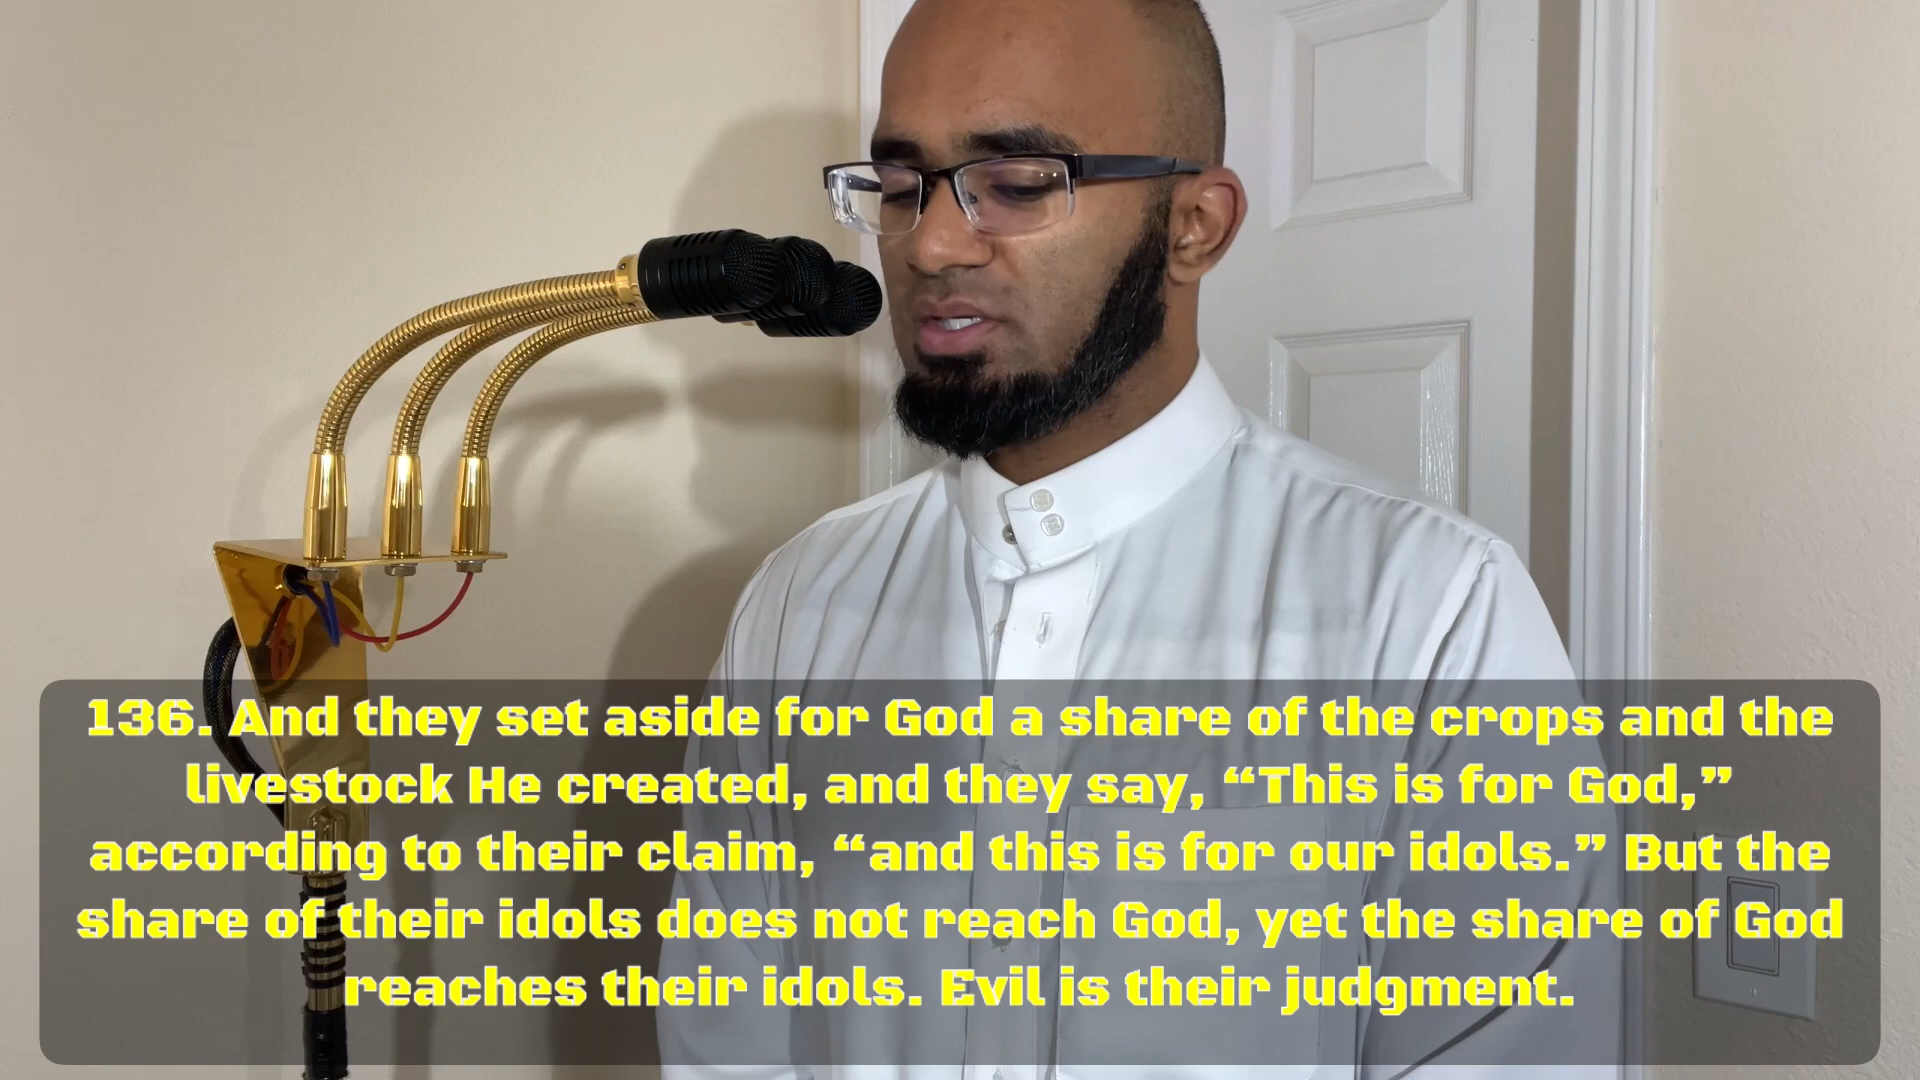 136. And they set aside for God a share of the crops and the
livestock He created, and they say, “This is for God,”
according to their claim, “and this is for our idols.” But the
share of their idols does not reach God, yet the share of God
reaches their idols. Evil is their judgment.